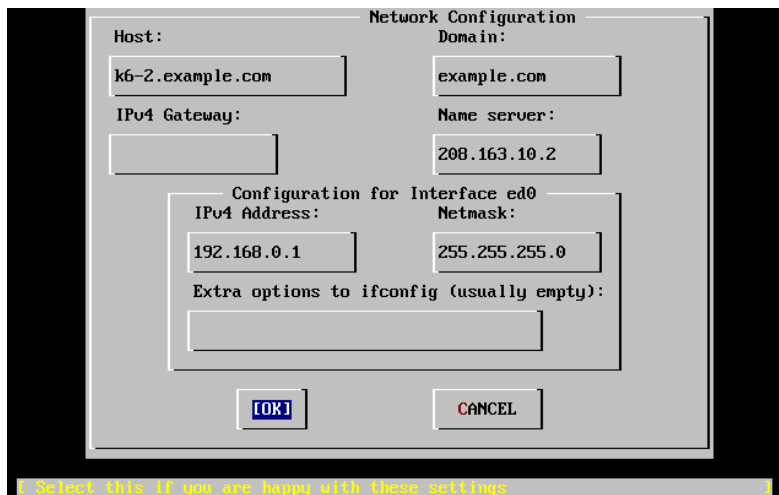 Network Configuration
Host: Domain:
k6-2.example.com example.com
IPv4 Gateway: Name server:
208.163.10.2
Configuration for Interface ed0
IPv4 Address: Netmask:
192.168.0.1 255.255.255.0
Extra options to ifconfig (usually empty):
[OK] CANCEL
[ Select this if you are happy with these settings ]